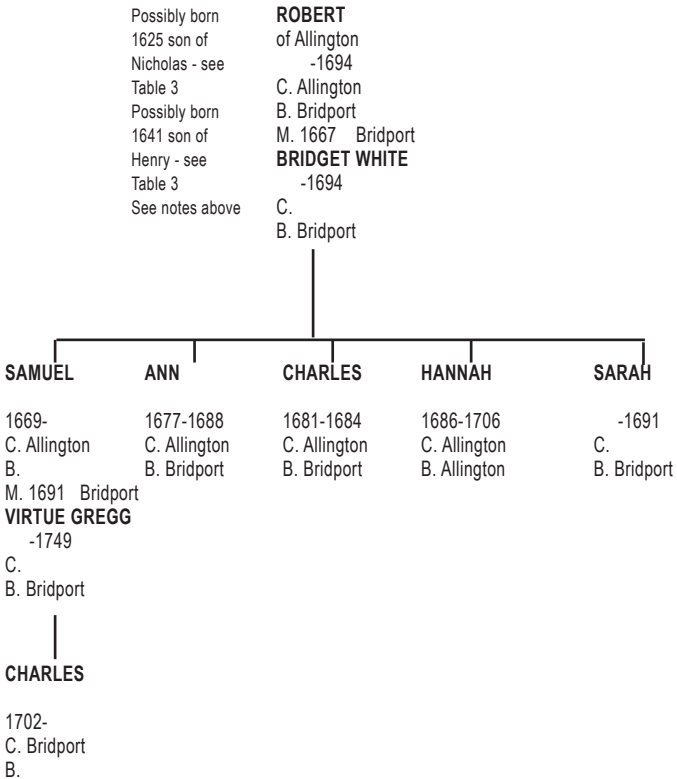 Possibly born
1625 son of
Nicholas - see
Table 3
Possibly born
1641 son of
Henry - see
Table 3
See notes above
ROBERT
of Allington
-1694
C. Allington
B. Bridport
M. 1667 Bridport
BRIDGET WHITE
-1694
C.
B. Bridport
SAMUEL
1669-
C. Allington
B.
M. 1691 Bridport
VIRTUE GREGG
-1749
C.
B. Bridport
ANN
1677-1688
C. Allington
B. Bridport
CHARLES
1681-1684
C. Allington
B. Bridport
HANNAH
1686-1706
C. Allington
B. Allington
SARAH
-1691
C.
B. Bridport
CHARLES
1702-
C. Bridport
B.